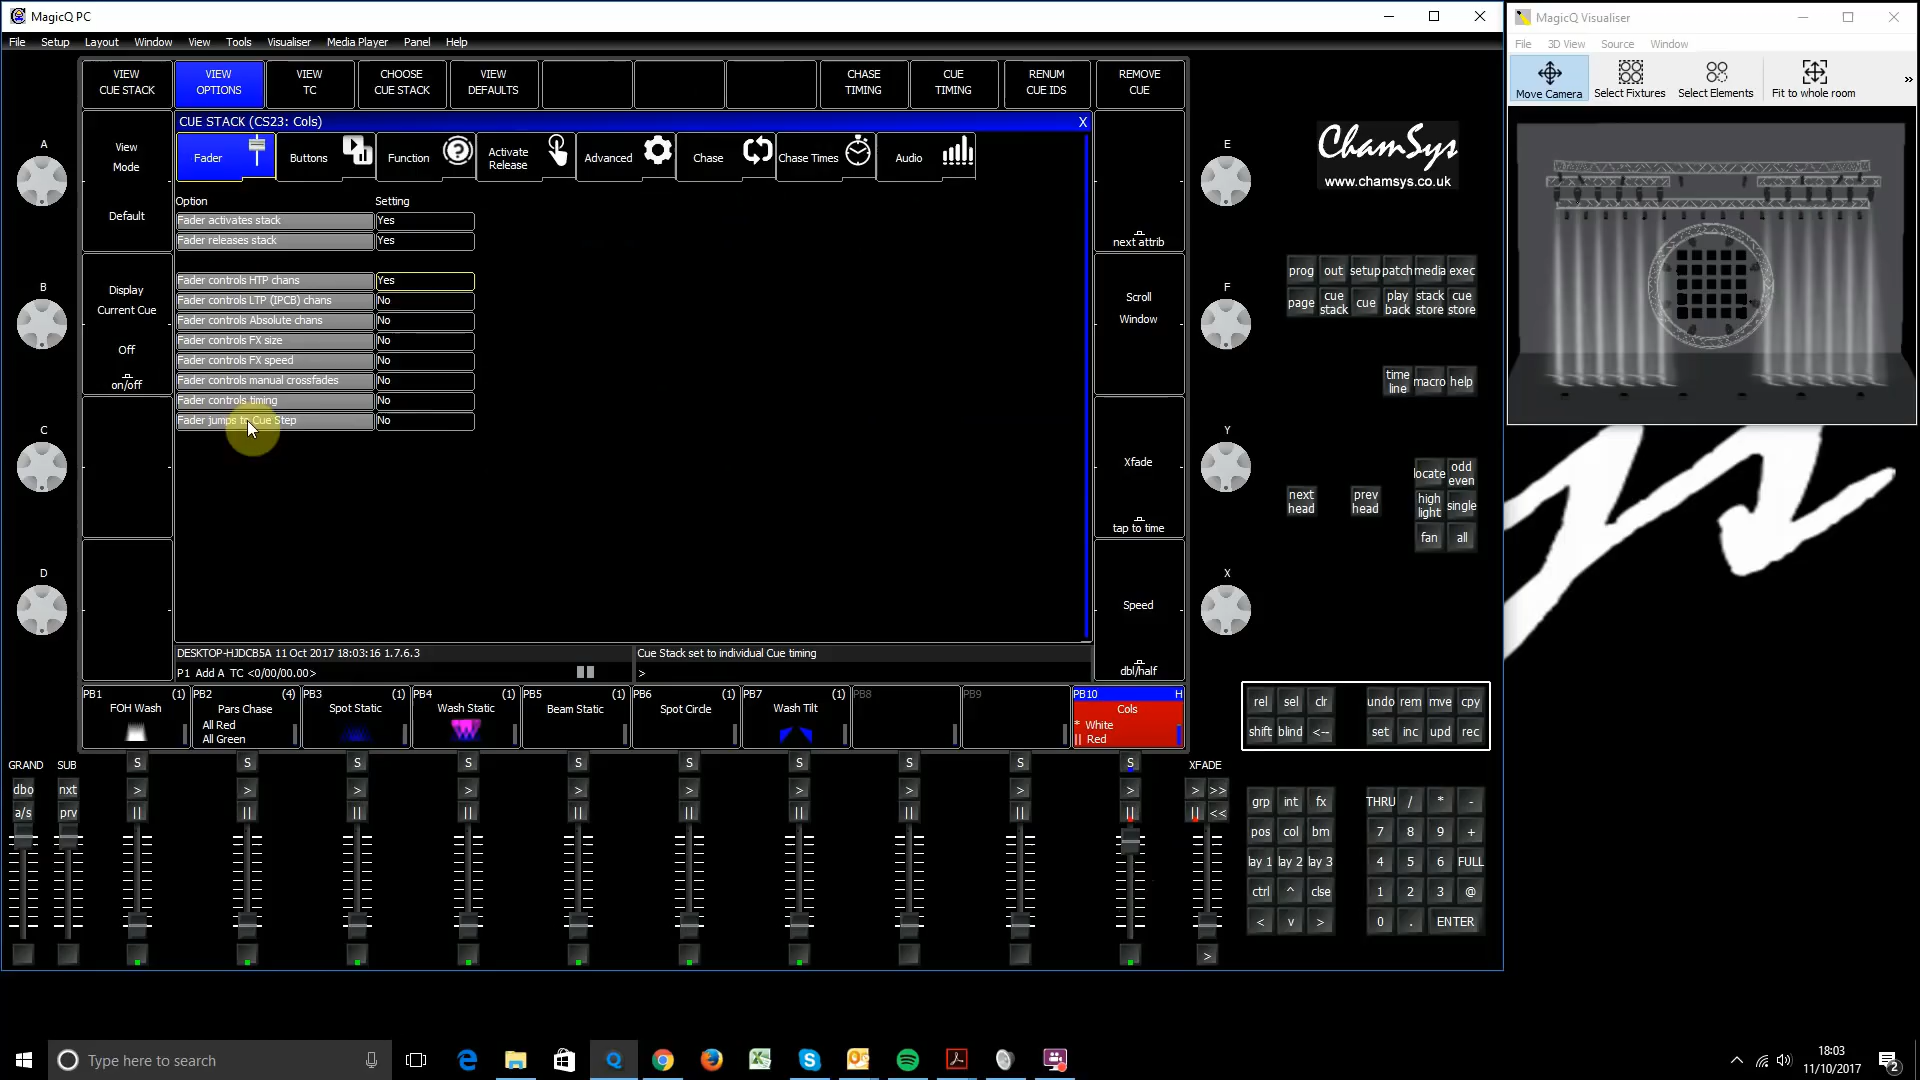 MagicQ PC
File Setup Layout Window View Tools Visualiser Media Player Panel Help
VIEW CUE STACK
VIEW OPTIONS
VIEW TC
CHOOSE CUE STACK
VIEW DEFAULTS
CHASE TIMING
CUE TIMING
RENUM CUE IDS
REMOVE CUE
CUE STACK (CS23: Cols) X
Fader
Buttons
Function
Activate Release
Advanced
Chase
Chase Times
Audio
Option Setting
Fader activates stack Yes
Fader releases stack Yes
Fader controls HTP chans Yes
Fader controls LTP (IPCB) chans No
Fader controls Absolute chans No
Fader controls FX size No
Fader controls FX speed No
Fader controls manual crossfades No
Fader controls timing No
Fader jumps to Cue Step No
A
View
Mode
Default
B
Display
Current Cue
Off
on/off
C
D
E
next attrib
F
Scroll
Window
Y
Xfade
tap to time
X
Speed
dbl/half
DESKTOP-HJDCB5A 11 Oct 2017 18:03:16 1.7.6.3
Cue Stack set to individual Cue timing
P1 Add A TC <0/00/00.00>
>
PB1 (1)
FOH Wash
PB2 (4)
Pars Chase
All Red
All Green
PB3 (1)
Spot Static
PB4 (1)
Wash Static
PB5 (1)
Beam Static
PB6 (1)
Spot Circle
PB7 (1)
Wash Tilt
PB8
PB9
PB10 H
Cols
* White
|| Red
GRAND SUB S S S S S S S S S S XFADE
dbo nxt > > > > > > > > > > > >>
a/s prv || || || || || || || || || || || <<
>
ChamSys
www.chamsys.co.uk
prog out setup patch media exec
page cue stack cue play back stack store cue store
time line macro help
next head prev head
locate odd even
high light single
fan all
rel sel clr undo rem mve cpy
shift blind <-- set inc upd rec
grp int fx THRU / * -
pos col bm 7 8 9 +
lay 1 lay 2 lay 3 4 5 6 FULL
ctrl ^ clse 1 2 3 @
< v > 0 . ENTER
MagicQ Visualiser
File 3D View Source Window
Move Camera Select Fixtures Select Elements Fit to whole room »
Type here to search
18:03
11/10/2017
2